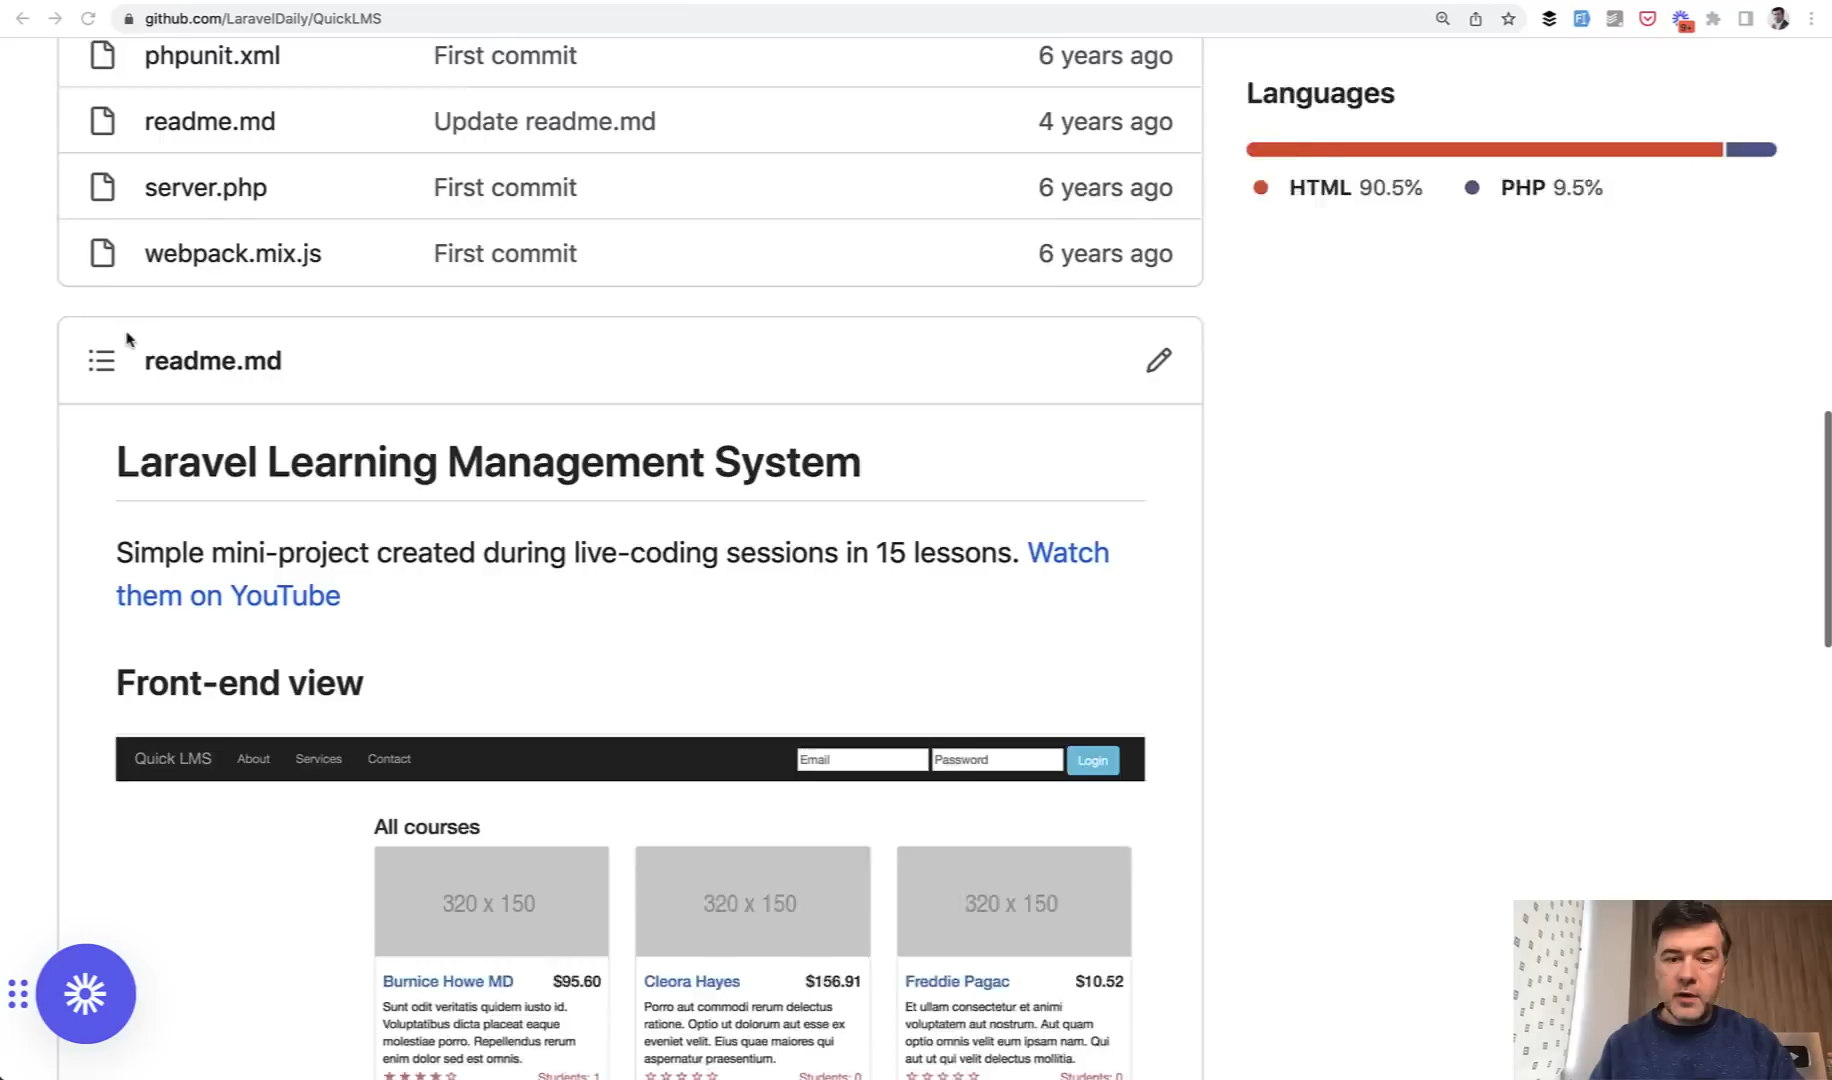 github.com/LaravelDaily/QuickLMS
9+
phpunit.xml First commit 6 years ago
readme.md Update readme.md 4 years ago
server.php First commit 6 years ago
webpack.mix.js First commit 6 years ago
Languages
HTML 90.5% PHP 9.5%
readme.md
Laravel Learning Management System
Simple mini-project created during live-coding sessions in 15 lessons. Watch
them on YouTube
Front-end view
Quick LMS About Services Contact Email Password Login
All courses
320 x 150 320 x 150 320 x 150
Burnice Howe MD $95.60
Sunt odit veritatis quidem iusto id.
Voluptatibus dicta placeat eaque
molestiae porro. Repellendus rerum
enim dolor sed est omnis.
Students: 1
Cleora Hayes $156.91
Porro aut commodi rerum delectus
ratione. Optio ut dolorum aut esse ex
eveniet velit. Eius quae maiores qui
aspernatur praesentium.
Students: 0
Freddie Pagac $10.52
Et ullam consectetur et animi
voluptatem aut nostrum. Aut quam
optio omnis velit eum ipsam nam. Qui
aut ut qui velit delectus mollitia.
Students: 0